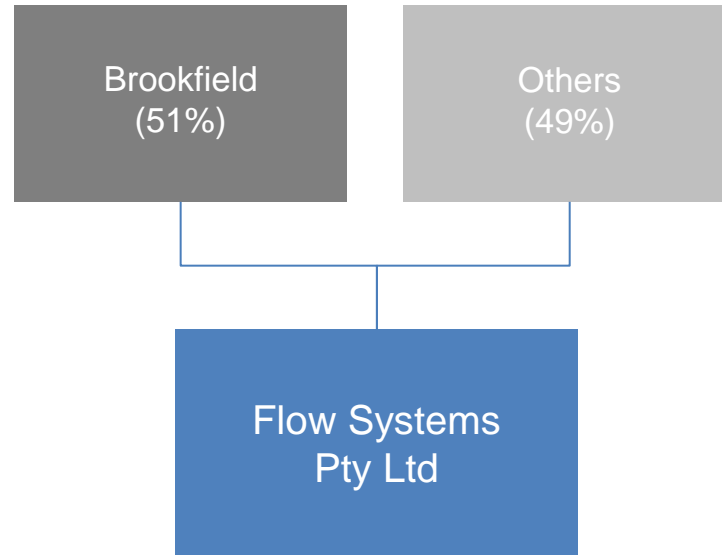 Brookfield
(51%)
Others
(49%)
Flow Systems
Pty Ltd